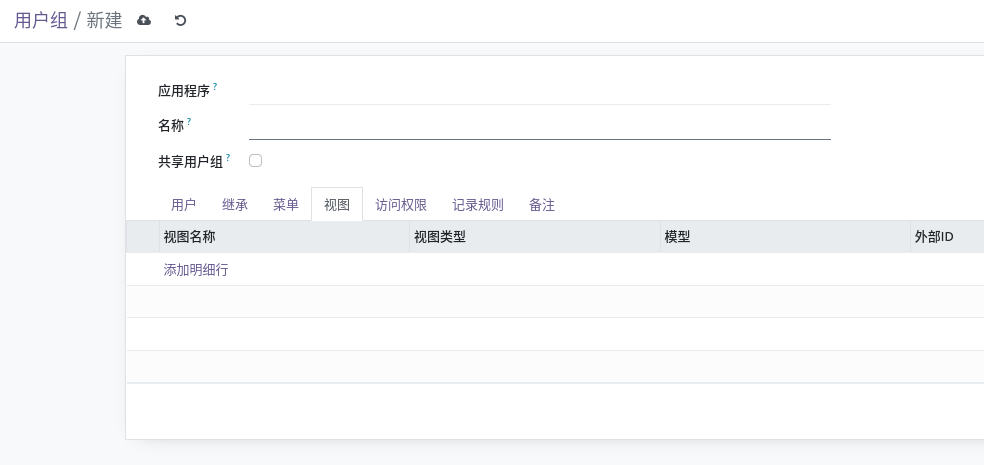 用户组 / 新建
应用程序 ?
名称 ?
共享用户组 ?
用户 继承 菜单 视图 访问权限 记录规则 备注
视图名称 视图类型 模型 外部ID
添加明细行